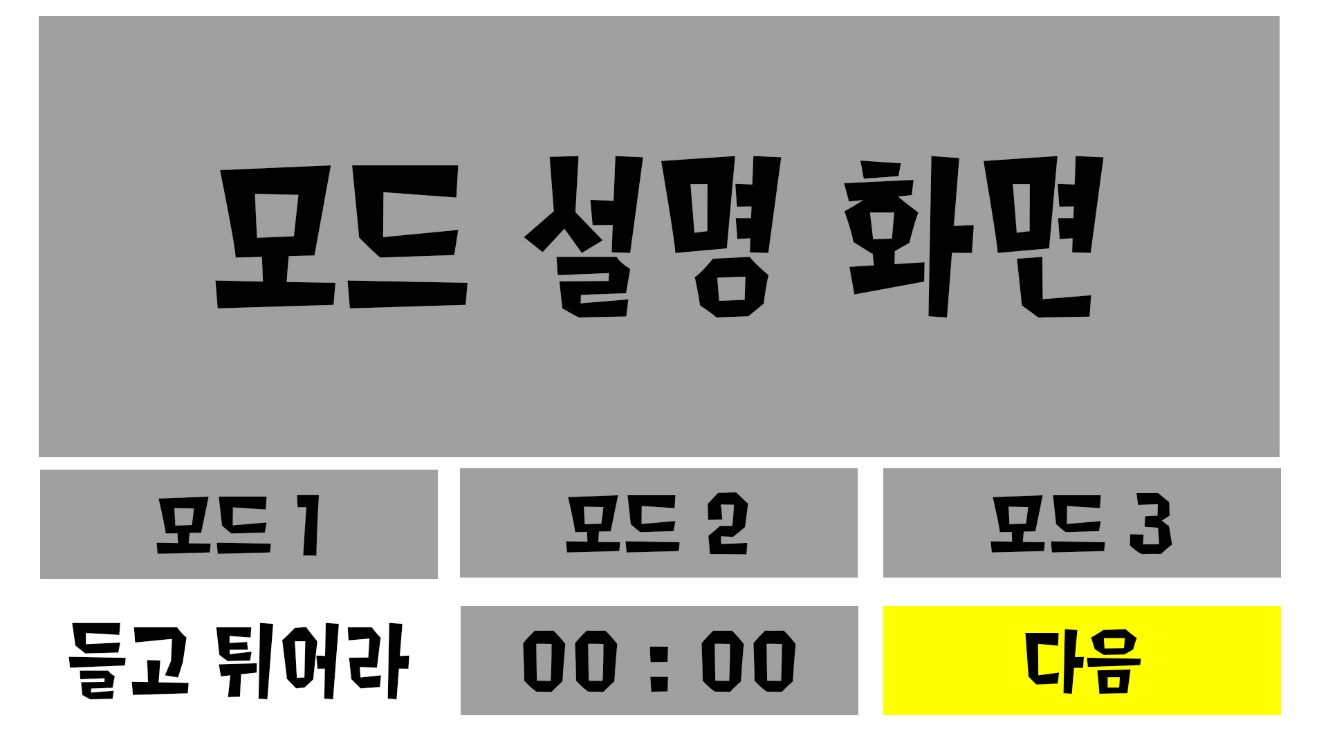 모드 설명 화면
모드 1
모드 2
모드 3
들고 튀어라
00 : 00
다음